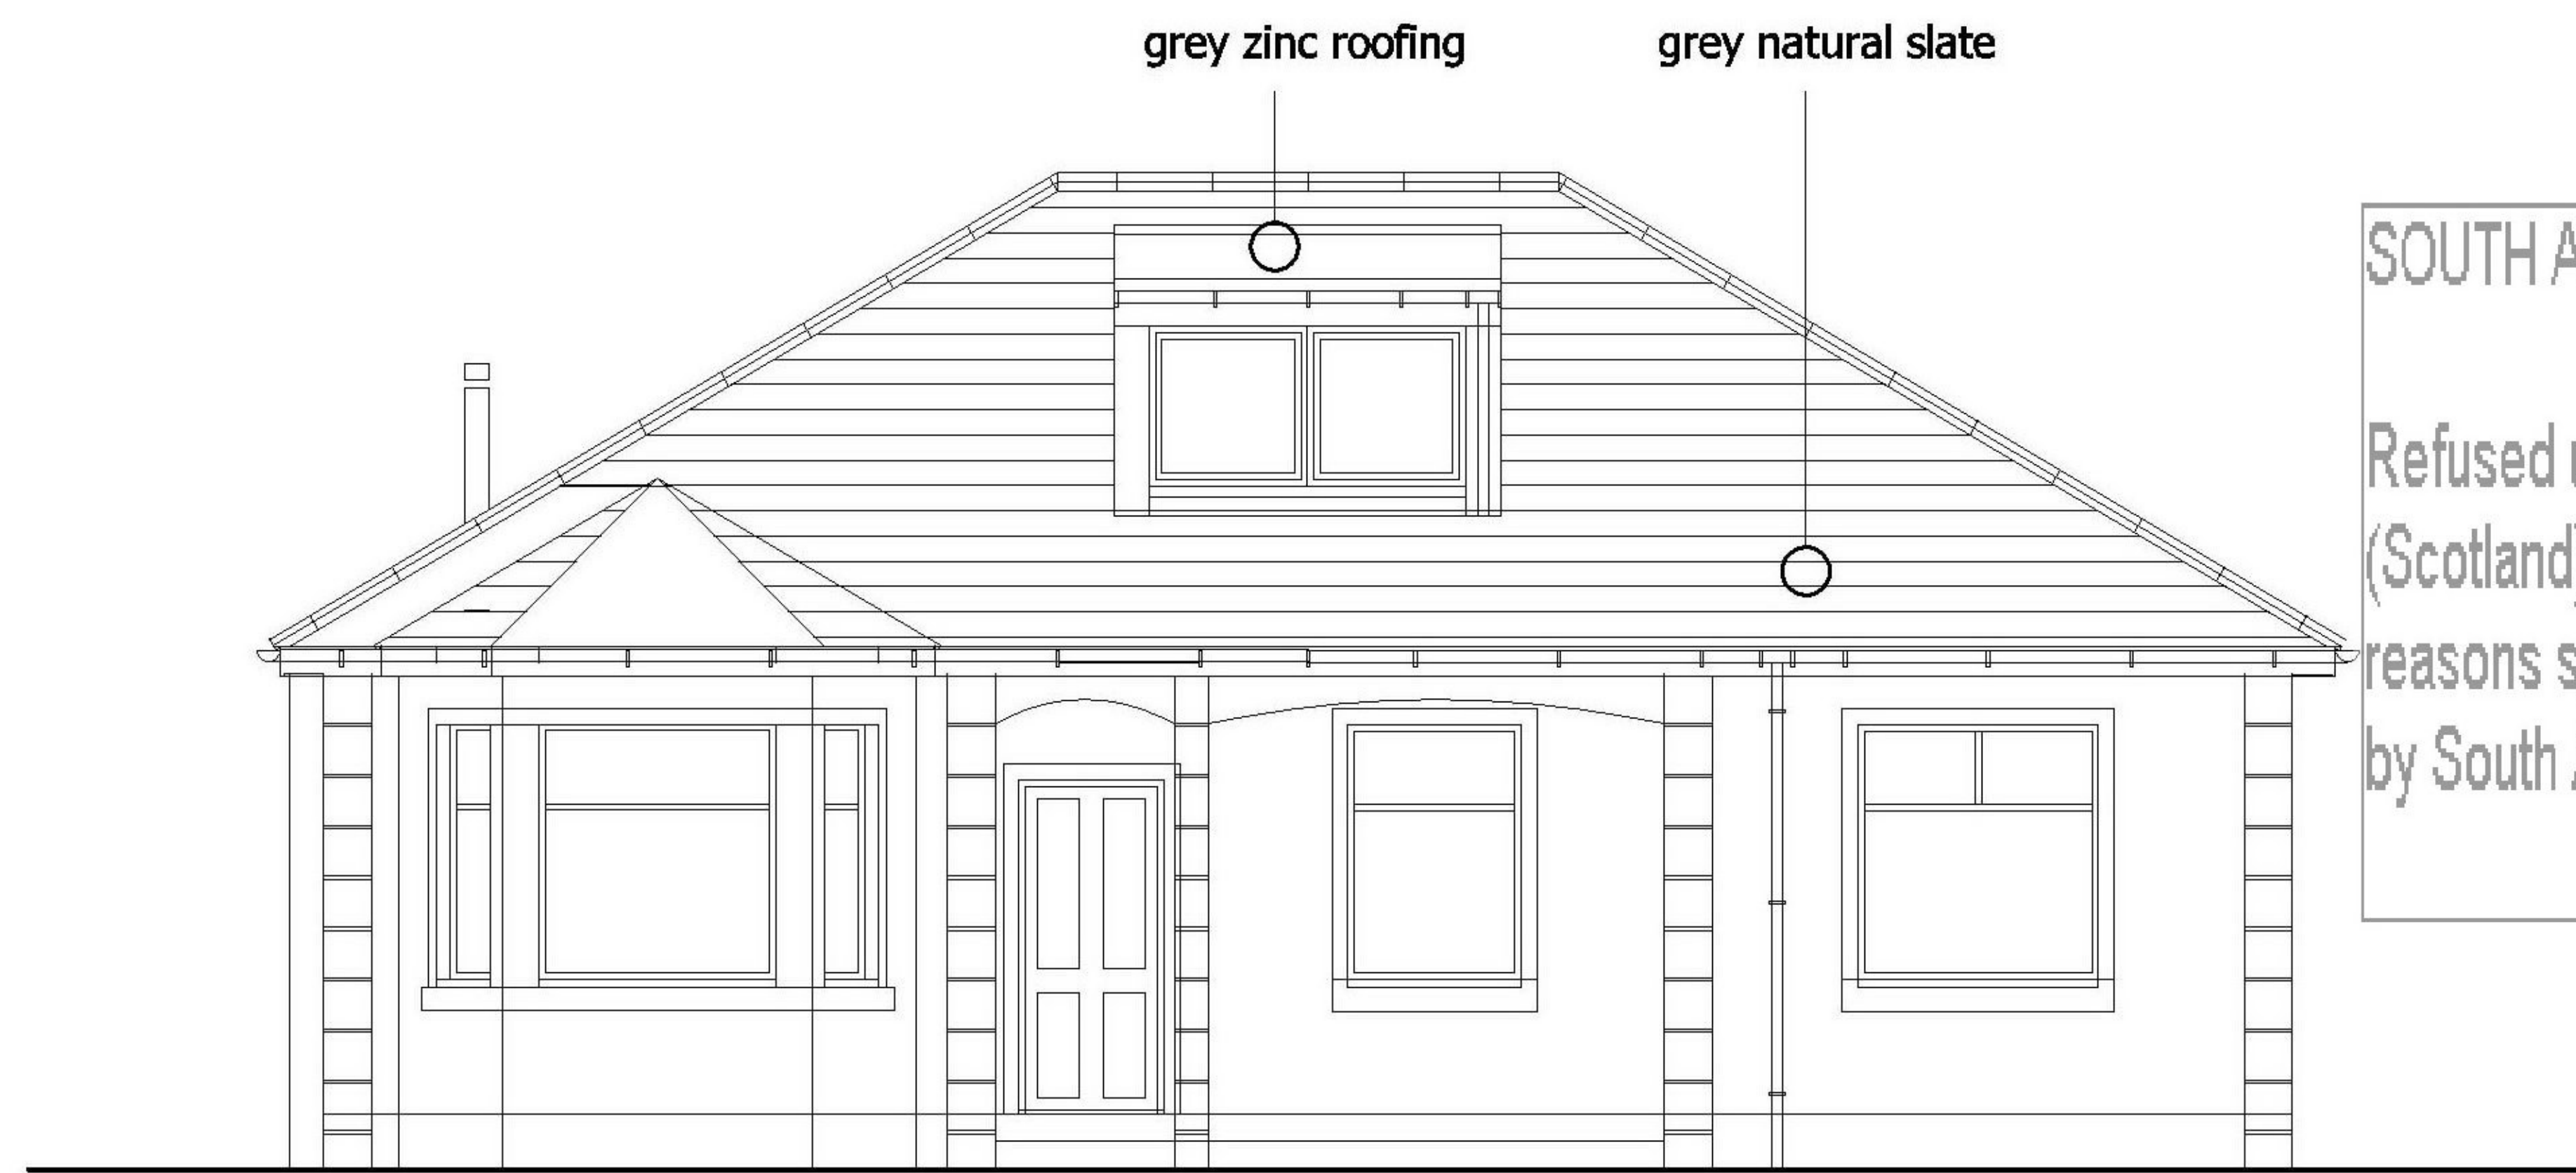 grey zinc roofing
grey natural slate
SOUTH
Refused
(Scotland)
reasons
by South